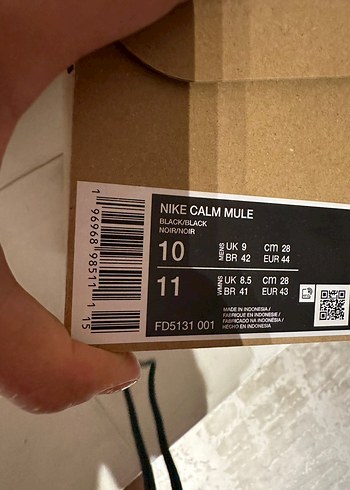 NIKE CALM MULE
BLACK/BLACK
NOIR/NOIR
10 MENS UK 9 cm 28
BR 42 EUR 44
11 WMNS UK 8.5 cm 28
BR 41 EUR 43
MADE IN INDONESIA /
FABRIQUE EN INDONESIE /
FABRICADO NA INDONÉSIA /
HECHO EN INDONESIA
FD5131 001
1 96968 98511 1 15